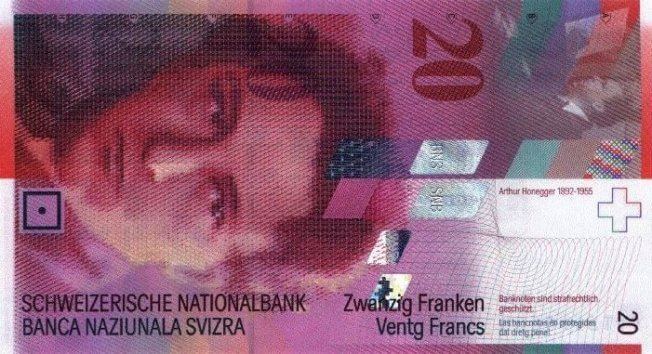 20
SNB
SNB
Arthur Honegger 1892-1955
SCHWEIZERISCHE NATIONALBANK
BANCA NAZIUNALA SVIZRA
Zwanzig Franken
Ventg Francs
Banknoten sind strafrechtlich
geschützt.
Las bancnotas èn protegidas
dal dretg penal.
20